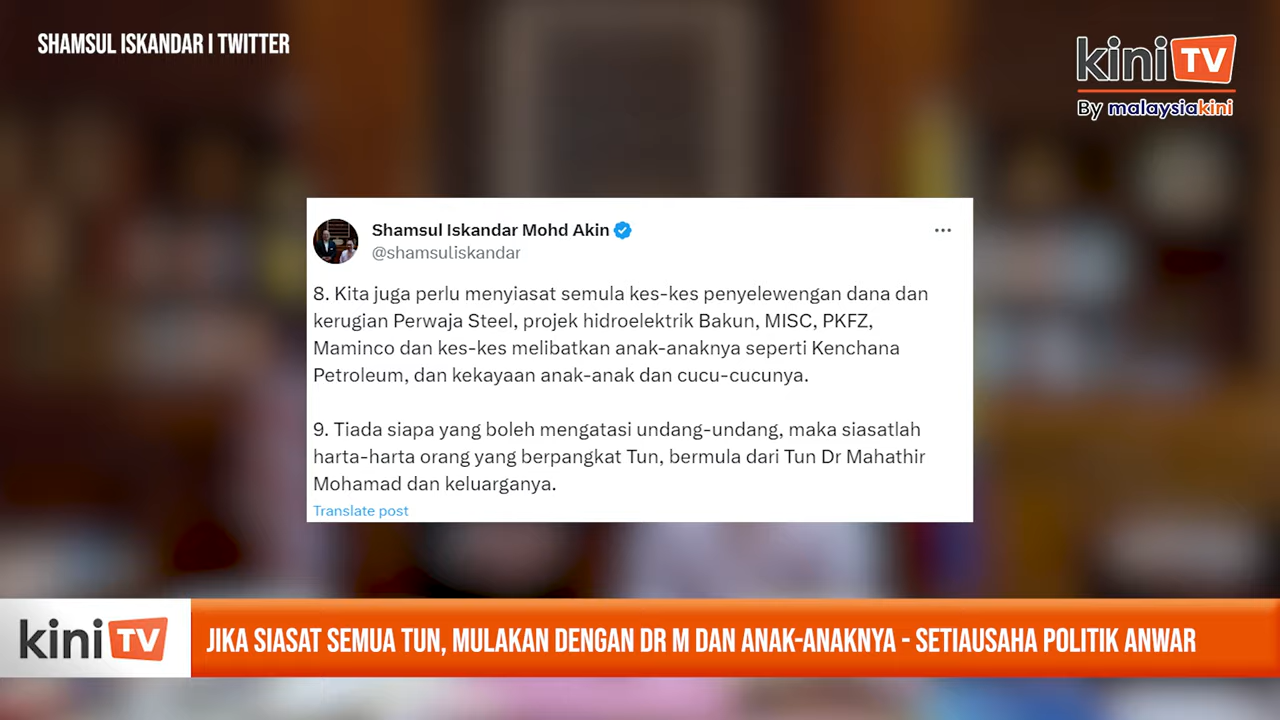 SHAMSUL ISKANDAR I TWITTER
kini TV
By malaysiakini
Shamsul Iskandar Mohd Akin
@shamsuliskandar
8. Kita juga perlu menyiasat semula kes-kes penyelewengan dana dan
kerugian Perwaja Steel, projek hidroelektrik Bakun, MISC, PKFZ,
Maminco dan kes-kes melibatkan anak-anaknya seperti Kenchana
Petroleum, dan kekayaan anak-anak dan cucu-cucunya.
9. Tiada siapa yang boleh mengatasi undang-undang, maka siasatlah
harta-harta orang yang berpangkat Tun, bermula dari Tun Dr Mahathir
Mohamad dan keluarganya.
Translate post
kini TV
JIKA SIASAT SEMUA TUN, MULAKAN DENGAN DR M DAN ANAK-ANAKNYA - SETIAUSAHA POLITIK ANWAR